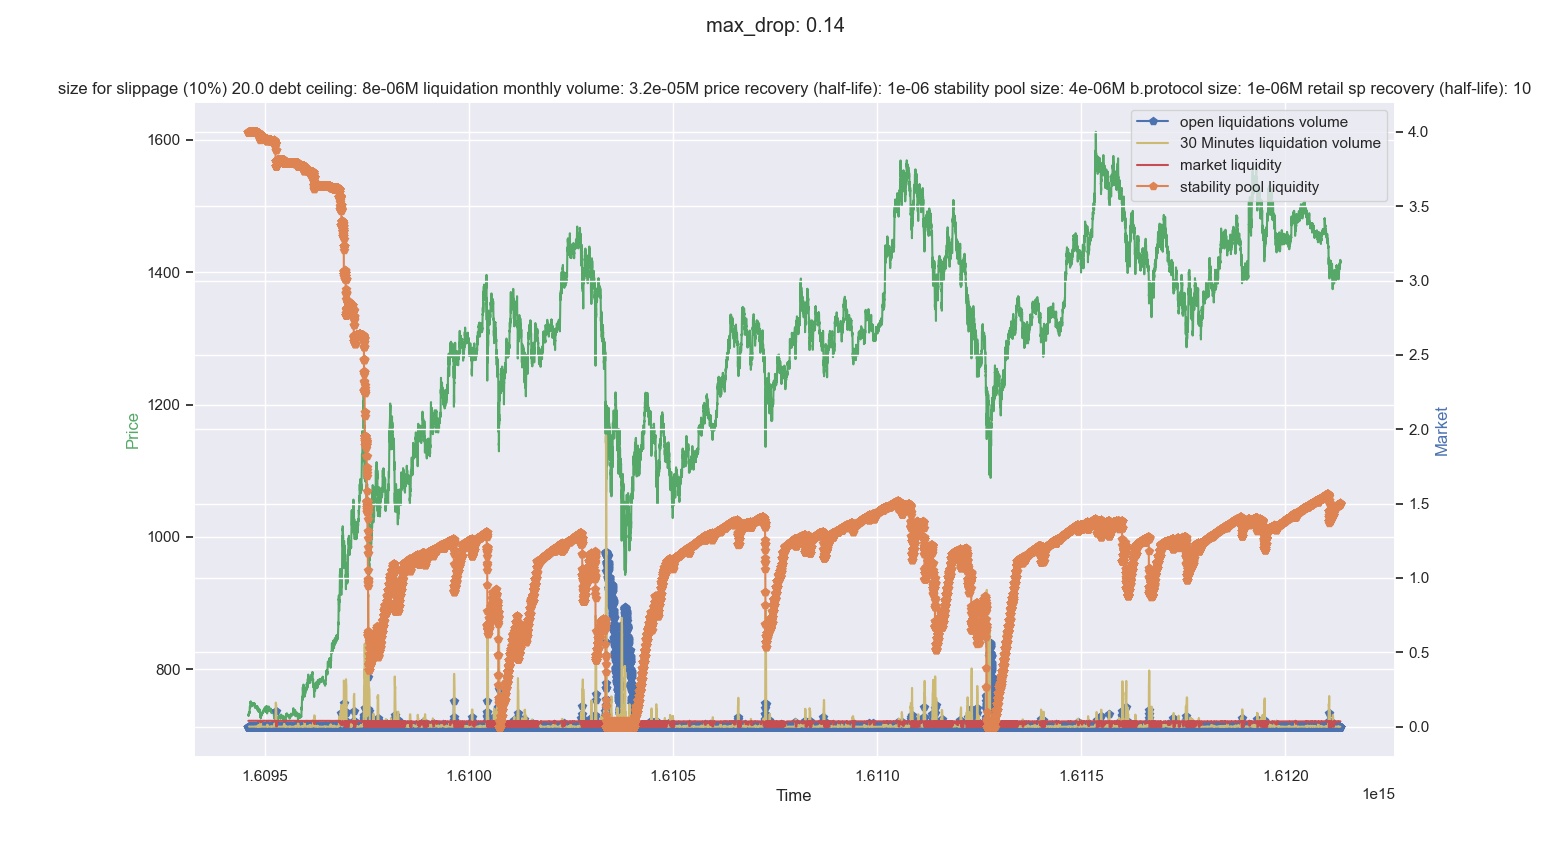 max_drop: 0.14
size for slippage (10%) 20.0 debt ceiling: 8e-06M liquidation monthly volume: 3.2e-05M price recovery (half-life): 1e-06 stability pool size: 4e-06M b.protocol size: 1e-06M retail sp recovery (half-life): 10
open liquidations volume
30 Minutes liquidation volume
market liquidity
stability pool liquidity
1600
1400
1200
1000
800
Price
4.0
3.5
3.0
2.5
2.0
1.5
1.0
0.5
0.0
Market
1.6095 1.6100 1.6105 1.6110 1.6115 1.6120
1e15
Time